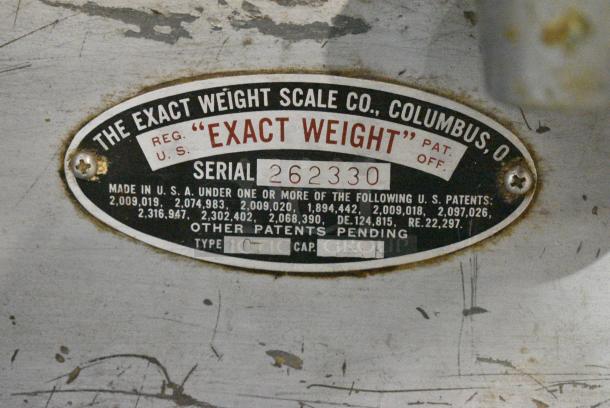 THE EXACT WEIGHT SCALE CO., COLUMBUS, O
REG. U. S. "EXACT WEIGHT" PAT. OFF.
SERIAL 262330
MADE IN U. S. A. UNDER ONE OR MORE OF THE FOLLOWING U. S. PATENTS:
2,009,019, 2,074,983, 2,009,020, 1,894,442, 2,009,018, 2,097,026,
2,316,947, 2,302,402, 2,068,390, DE.124,815, RE.22,297.
OTHER PATENTS PENDING
TYPE CAP.